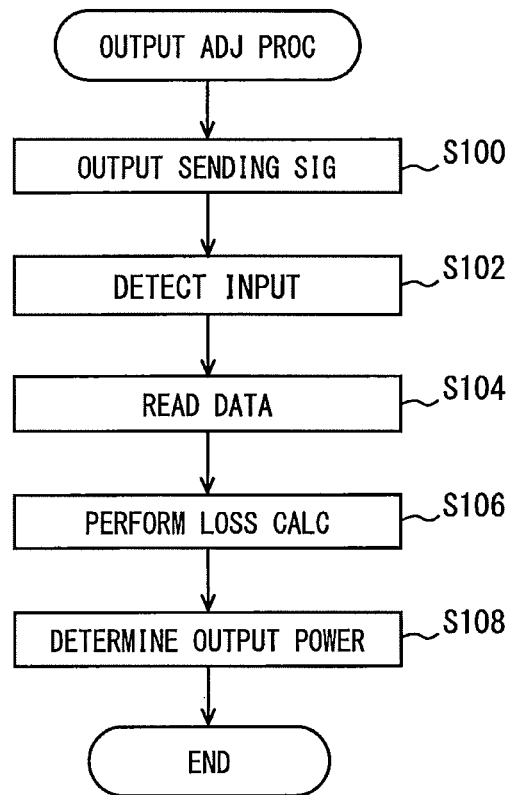 OUTPUT ADJ PROC
OUTPUT SENDING SIG
S100
DETECT INPUT
S102
READ DATA
S104
PERFORM LOSS CALC
S106
DETERMINE OUTPUT POWER
S108
END